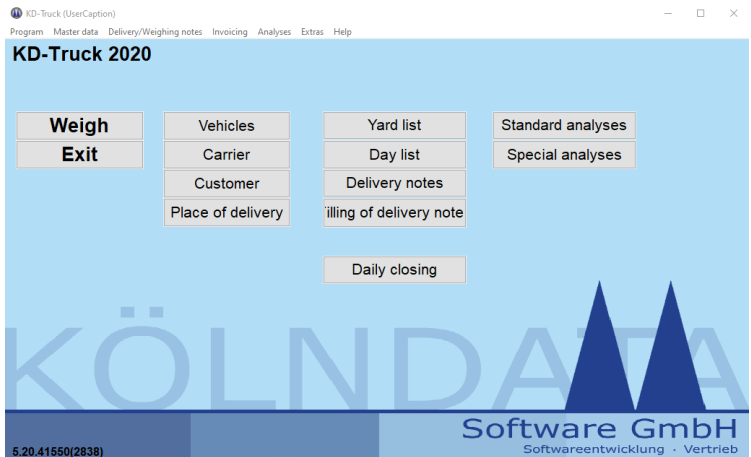 KD-Truck (UserCaption)
Program Master data Delivery/Weighing notes Invoicing Analyses Extras Help
KD-Truck 2020
Weigh Vehicles Yard list Standard analyses
Exit Carrier Day list Special analyses
Customer Delivery notes
Place of delivery illing of delivery note
Daily closing
KÖLNDATA
Software GmbH
5.20.41550(2838) Softwareentwicklung · Vertrieb